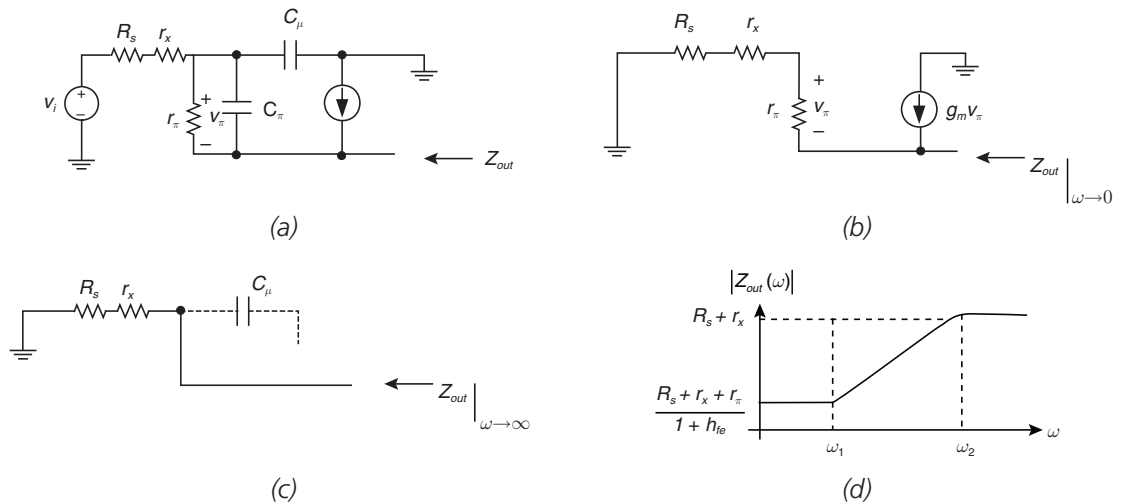 R_s r_x C_μ
v_i + − r_π + v_π − C_π
Z_out
(a)
R_s r_x
r_π + v_π − g_m v_π
Z_out |ω→0
(b)
R_s r_x C_μ
Z_out |ω→∞
(c)
|Z_out (ω)|
R_s + r_x
R_s + r_x + r_π
1 + h_fe
ω_1 ω_2 ω
(d)